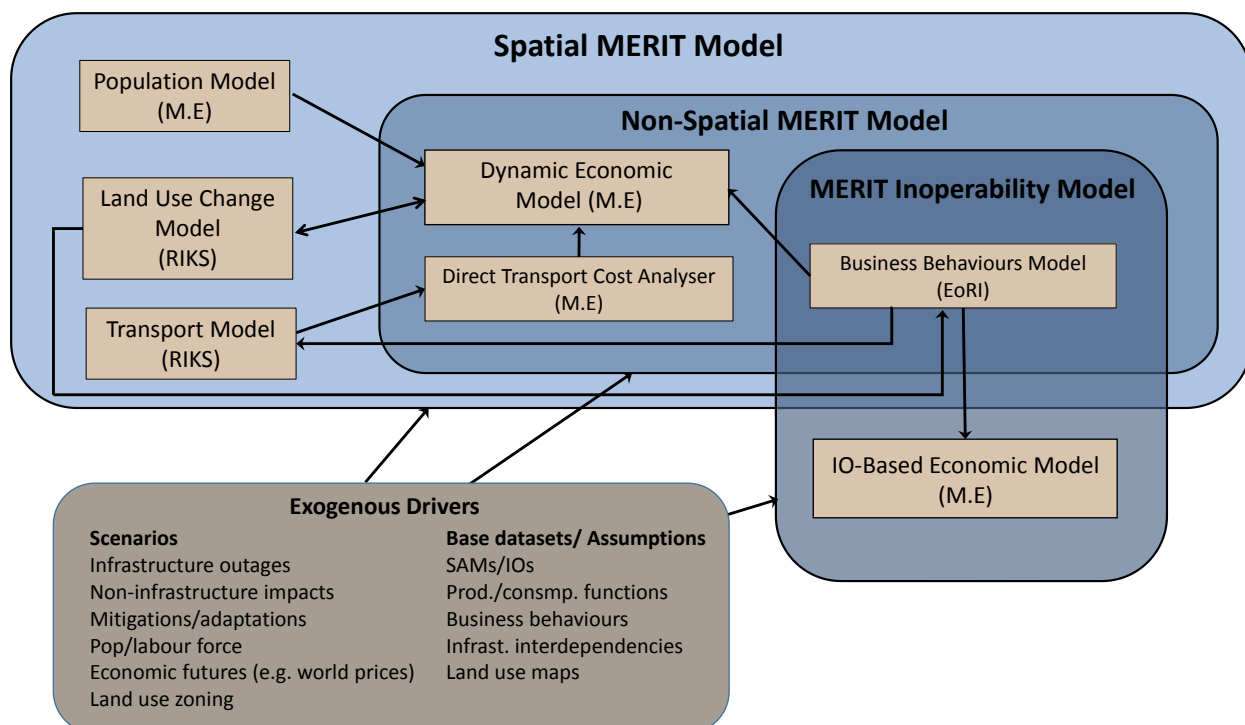 Spatial MERIT Model
Population Model
(M.E)
Non-Spatial MERIT Model
Dynamic Economic
Model (M.E)
MERIT Inoperability Model
Land Use Change
Model
(RIKS)
Business Behaviours Model
(EoRI)
Direct Transport Cost Analyser
(M.E)
Transport Model
(RIKS)
IO-Based Economic Model
(M.E)
Exogenous Drivers
Scenarios
Infrastructure outages
Non-infrastructure impacts
Mitigations/adaptations
Pop/labour force
Economic futures (e.g. world prices)
Land use zoning
Base datasets/ Assumptions
SAMs/IOs
Prod./consmp. functions
Business behaviours
Infrast. interdependencies
Land use maps